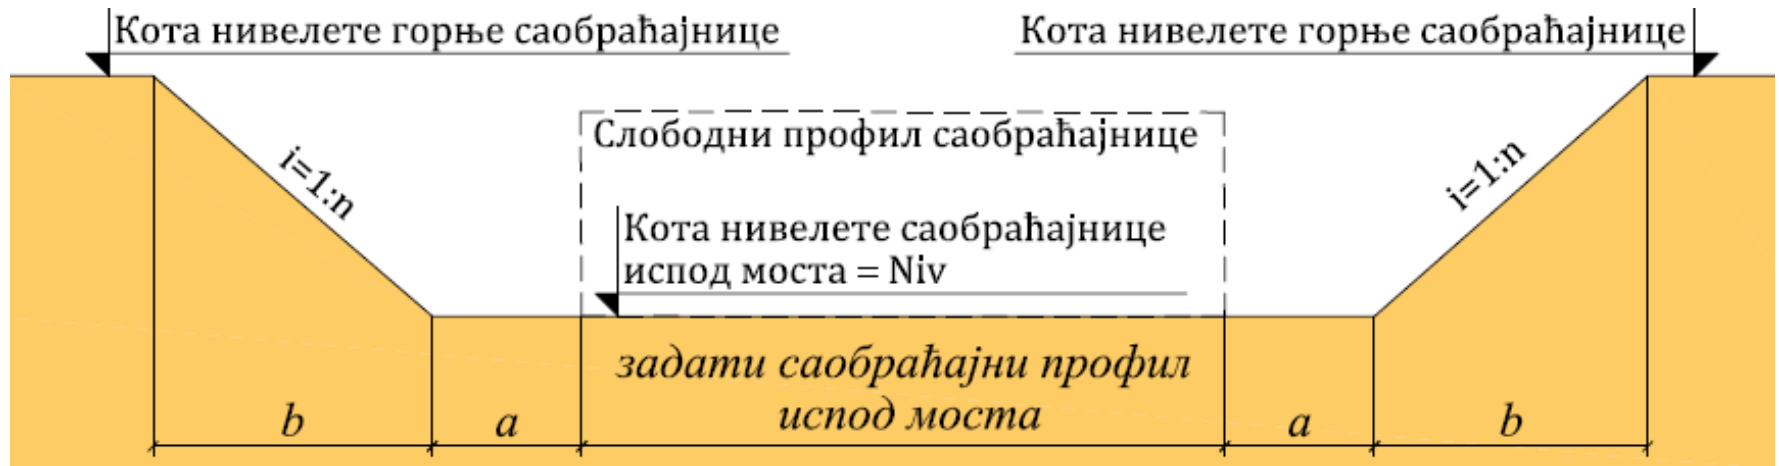 Кота нивелете горње саобраћајнице
Кота нивелете горње саобраћајнице
Слободни профил саобраћајнице
i=1:n
i=1:n
Кота нивелете саобраћајнице
испод моста = Niv
задати саобраћајни профил
испод моста
b
a
a
b